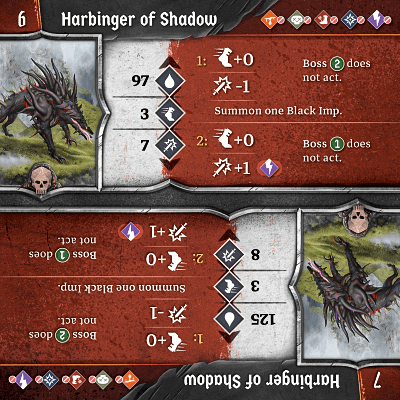 6 Harbinger of Shadow
97
3
7
1: +0
-1
Boss 2 does
not act.
Summon one Black Imp.
2: +0
+1
Boss 1 does
not act.
7 Harbinger of Shadow
125
3
8
1: +0
-1
Boss 2 does
not act.
Summon one Black Imp.
2: +0
+1
Boss 1 does
not act.